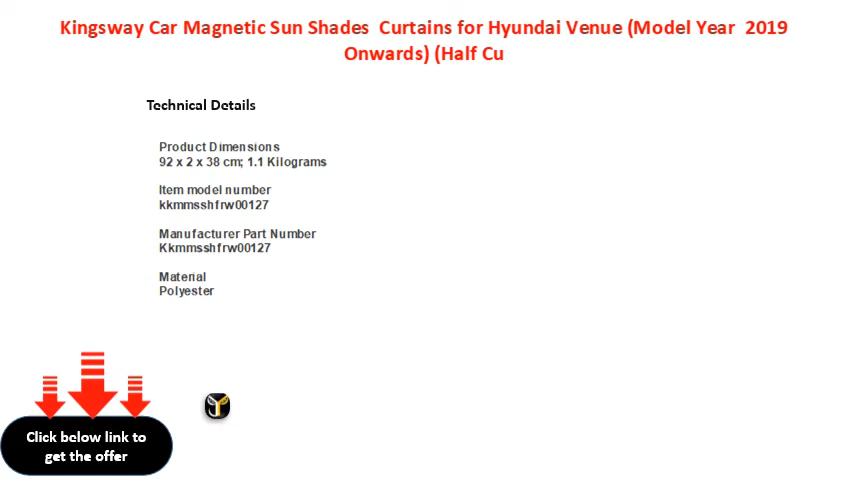 Kingsway Car Magnetic Sun Shades Curtains for Hyundai Venue (Model Year 2019
Onwards) (Half Cu
Technical Details
Product Dimensions
92 x 2 x 38 cm; 1.1 Kilograms
Item model number
kkmmsshfrw00127
Manufacturer Part Number
Kkmmsshfrw00127
Material
Polyester
Click below link to
get the offer